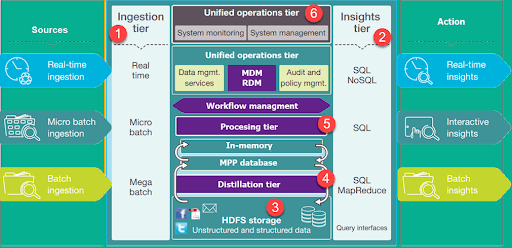 Sources
Real-time
ingestion
Micro batch
ingestion
Batch
ingestion
Ingestion
tier
1
Real
time
Micro
batch
Mega
batch
Unified operations tier
6
System monitoring
System management
Unified operations tier
Data mgmt.
services
MDM
RDM
Audit and
policy mgmt.
Workflow managment
Procesing tier
5
In-memory
MPP database
Distillation tier
4
3
HDFS storage
Unstructured and structured data
Insights
tier
2
SQL
NoSQL
SQL
SQL
MapReduce
Query interfaces
Action
Real-time
insights
Interactive
insights
Batch
insights